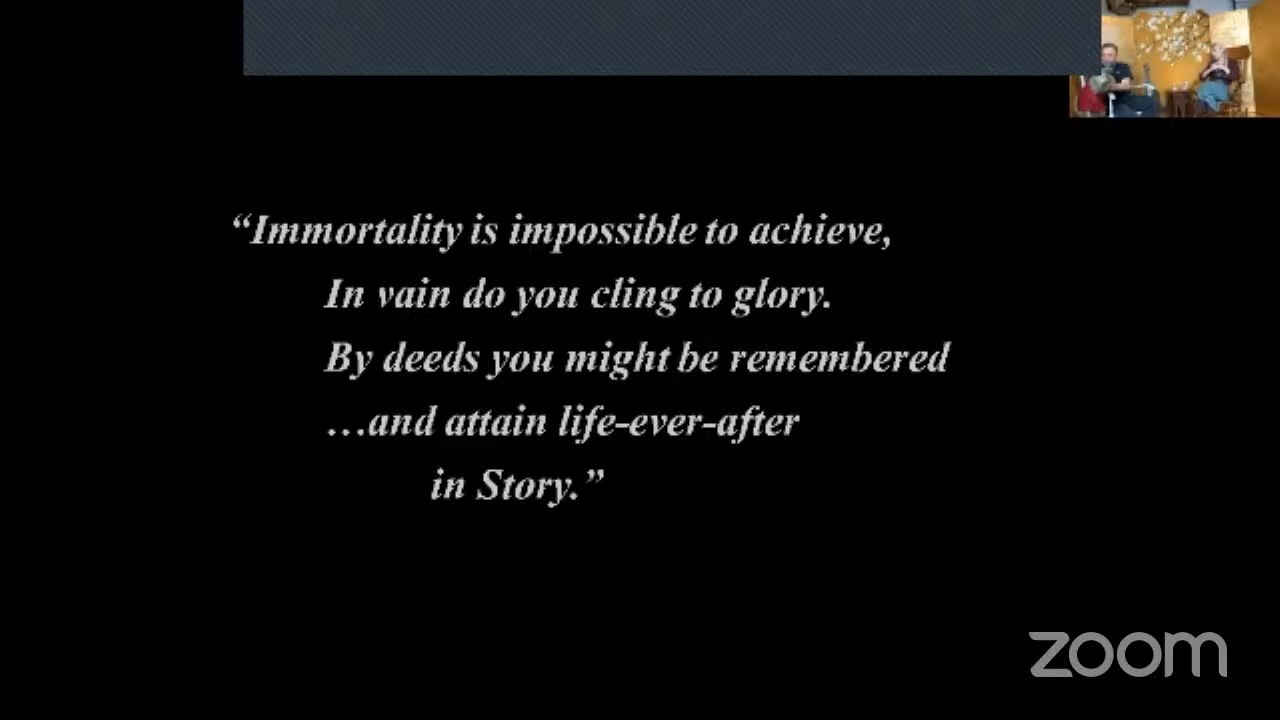 “Immortality is impossible to achieve,
In vain do you cling to glory.
By deeds you might be remembered
…and attain life-ever-after
in Story.”
zoom